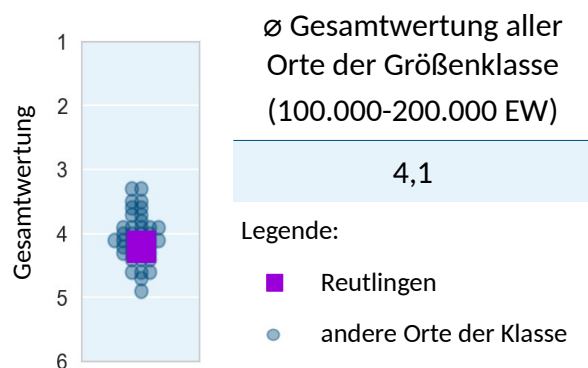 Gesamtwertung
1
2
3
4
5
6
⌀ Gesamtwertung aller
Orte der Größenklasse
(100.000-200.000 EW)
4,1
Legende:
Reutlingen
andere Orte der Klasse